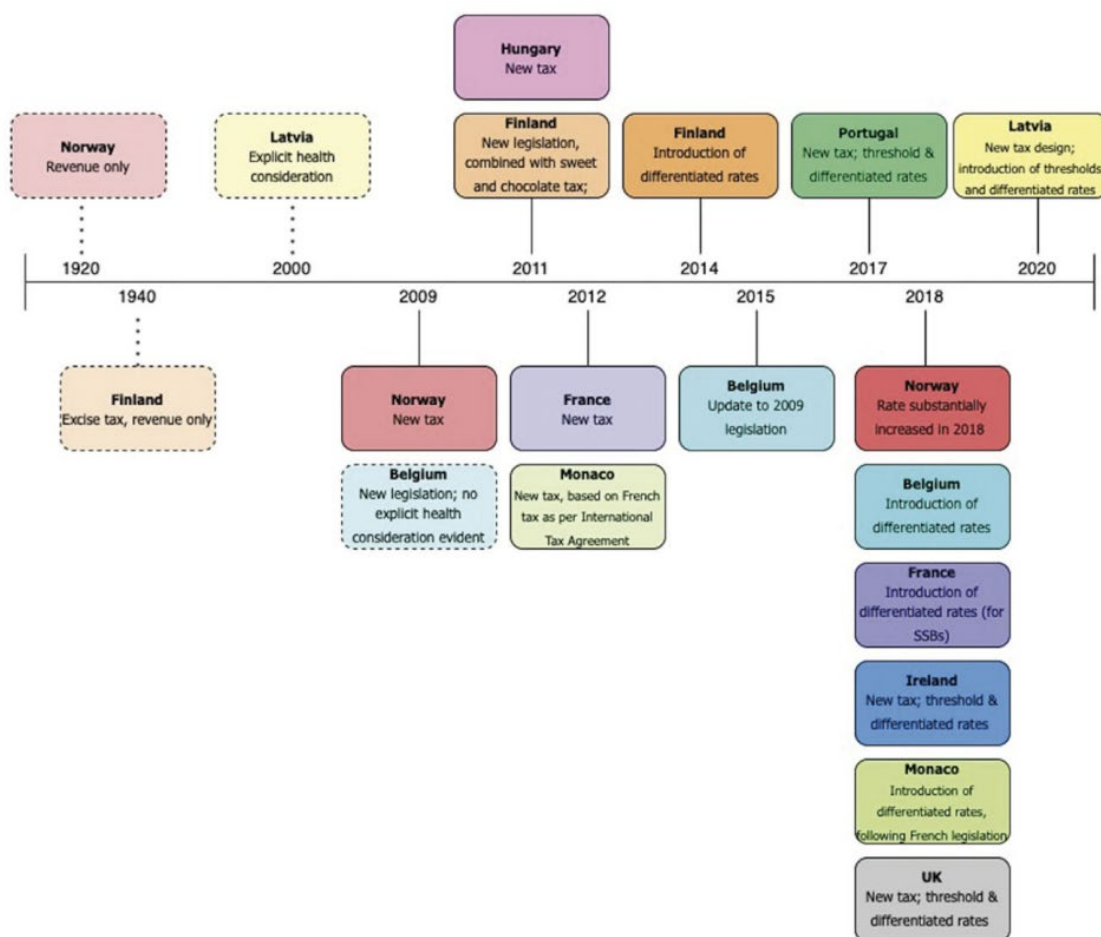 Hungary
New tax
Norway
Revenue only
Latvia
Explicit health
consideration
Finland
New legislation,
combined with sweet
and chocolate tax;
Finland
Introduction of
differentiated rates
Portugal
New tax; threshold &
differentiated rates
Latvia
New tax design;
introduction of thresholds
and differentiated rates
1920
2000
2011
2014
2017
2020
1940
2009
2012
2015
2018
Finland
Excise tax, revenue only
Norway
New tax
France
New tax
Belgium
Update to 2009
legislation
Norway
Rate substantially
increased in 2018
Belgium
New legislation; no
explicit health
consideration evident
Monaco
New tax, based on French
tax as per International
Tax Agreement
Belgium
Introduction of
differentiated rates
France
Introduction of
differentiated rates (for
SSBs)
Ireland
New tax; threshold &
differentiated rates
Monaco
Introduction of
differentiated rates,
following French legislation
UK
New tax; threshold &
differentiated rates